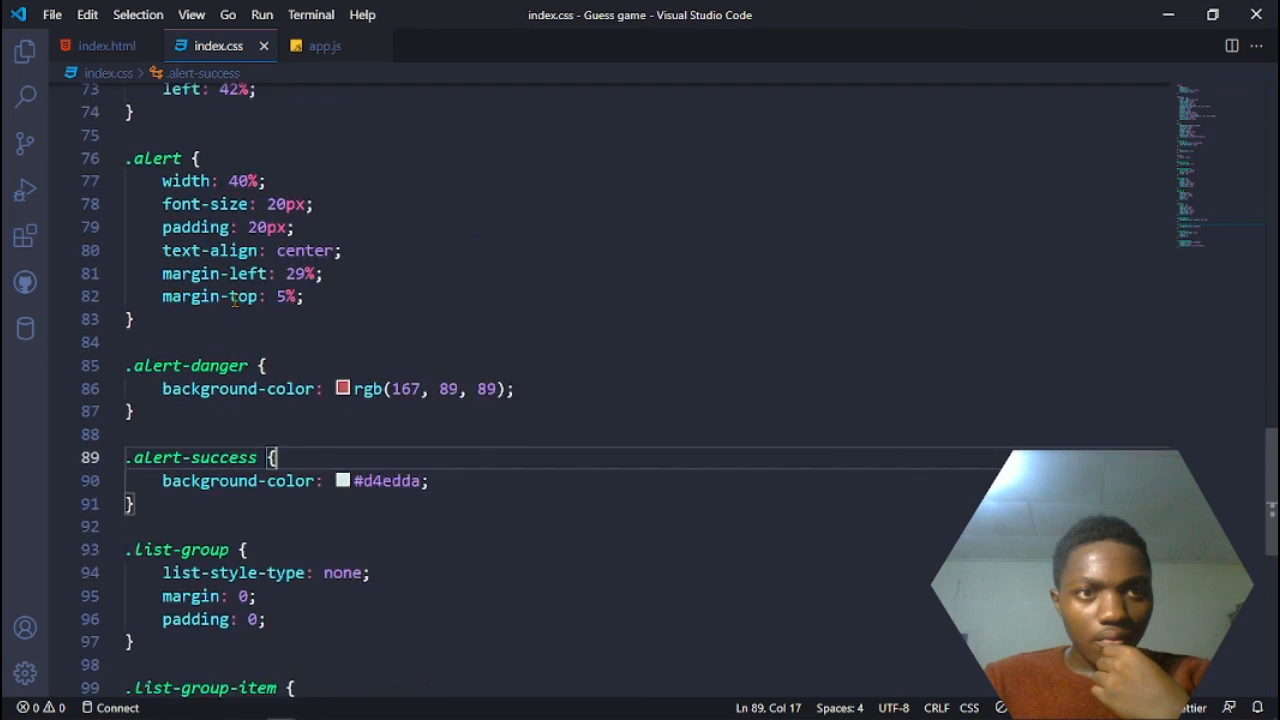 File Edit Selection View Go Run Terminal Help
index.css - Guess game - Visual Studio Code
index.html index.css app.js
index.css > .alert-success
73 left: 42%;
74 }
75
76 .alert {
77 width: 40%;
78 font-size: 20px;
79 padding: 20px;
80 text-align: center;
81 margin-left: 29%;
82 margin-top: 5%;
83 }
84
85 .alert-danger {
86 background-color: rgb(167, 89, 89);
87 }
88
89 .alert-success {
90 background-color: #d4edda;
91 }
92
93 .list-group {
94 list-style-type: none;
95 margin: 0;
96 padding: 0;
97 }
98
99 .list-group-item {
0 0 Connect Ln 89, Col 17 Spaces: 4 UTF-8 CRLF CSS